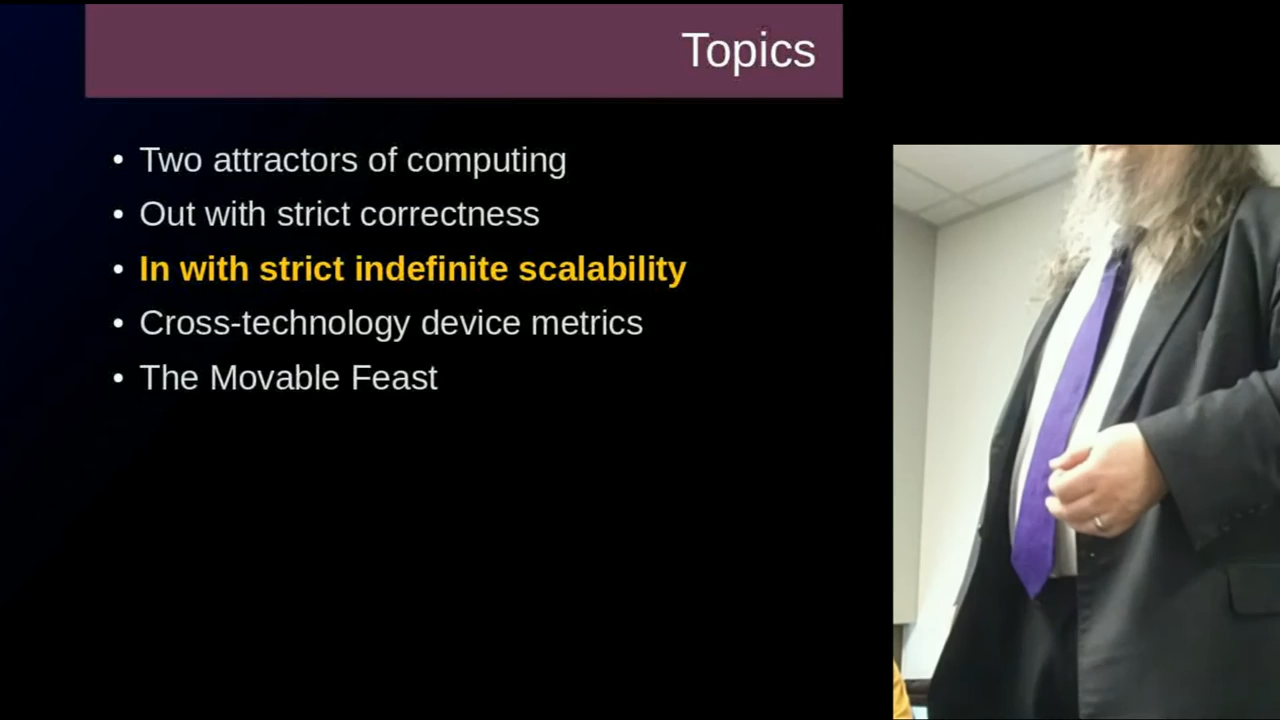 Topics
• Two attractors of computing
• Out with strict correctness
• In with strict indefinite scalability
• Cross-technology device metrics
• The Movable Feast